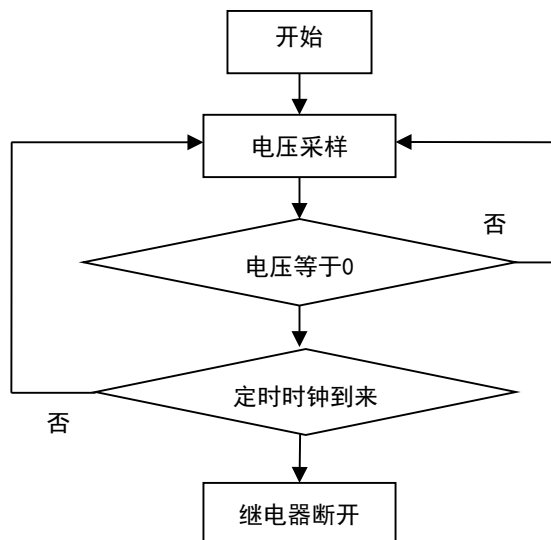 开始
电压采样
否
电压等于0
定时时钟到来
否
继电器断开